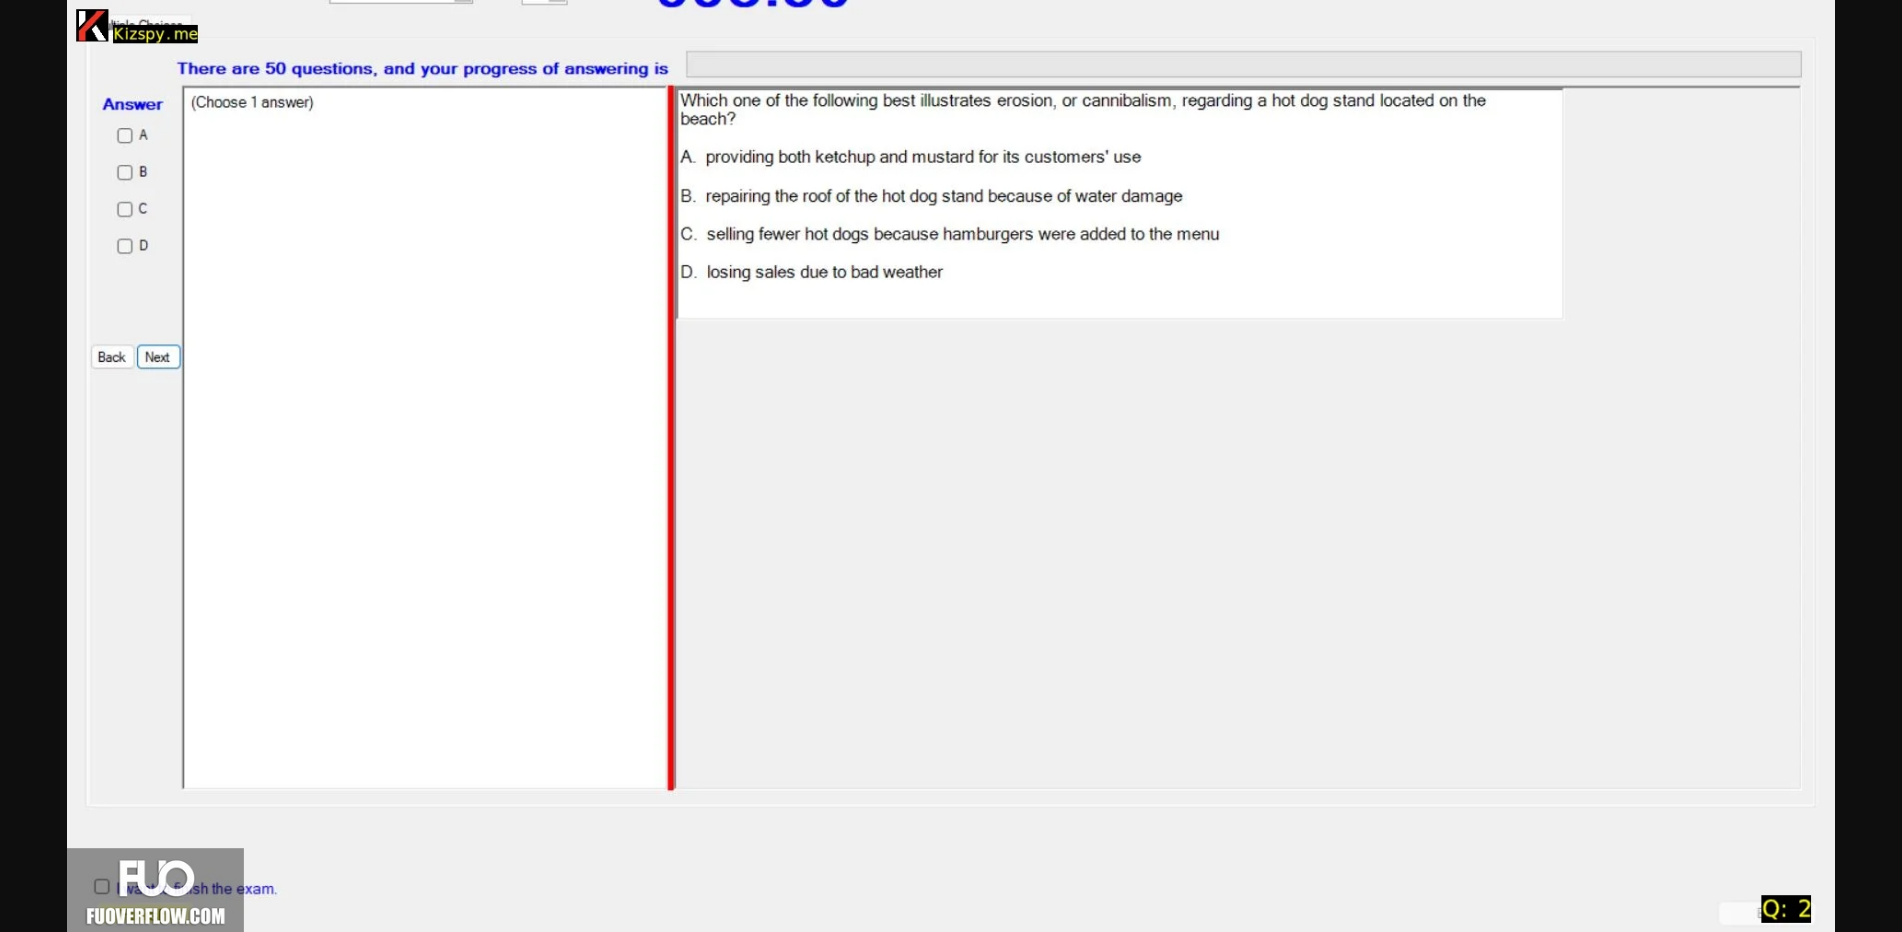 Kizspy.me
There are 50 questions, and your progress of answering is
Answer
(Choose 1 answer)
A
B
C
D
Back
Next
Which one of the following best illustrates erosion, or cannibalism, regarding a hot dog stand located on the
beach?
A. providing both ketchup and mustard for its customers' use
B. repairing the roof of the hot dog stand because of water damage
C. selling fewer hot dogs because hamburgers were added to the menu
D. losing sales due to bad weather
FUO
the exam.
FUOVERFLOW.COM
Q: 2